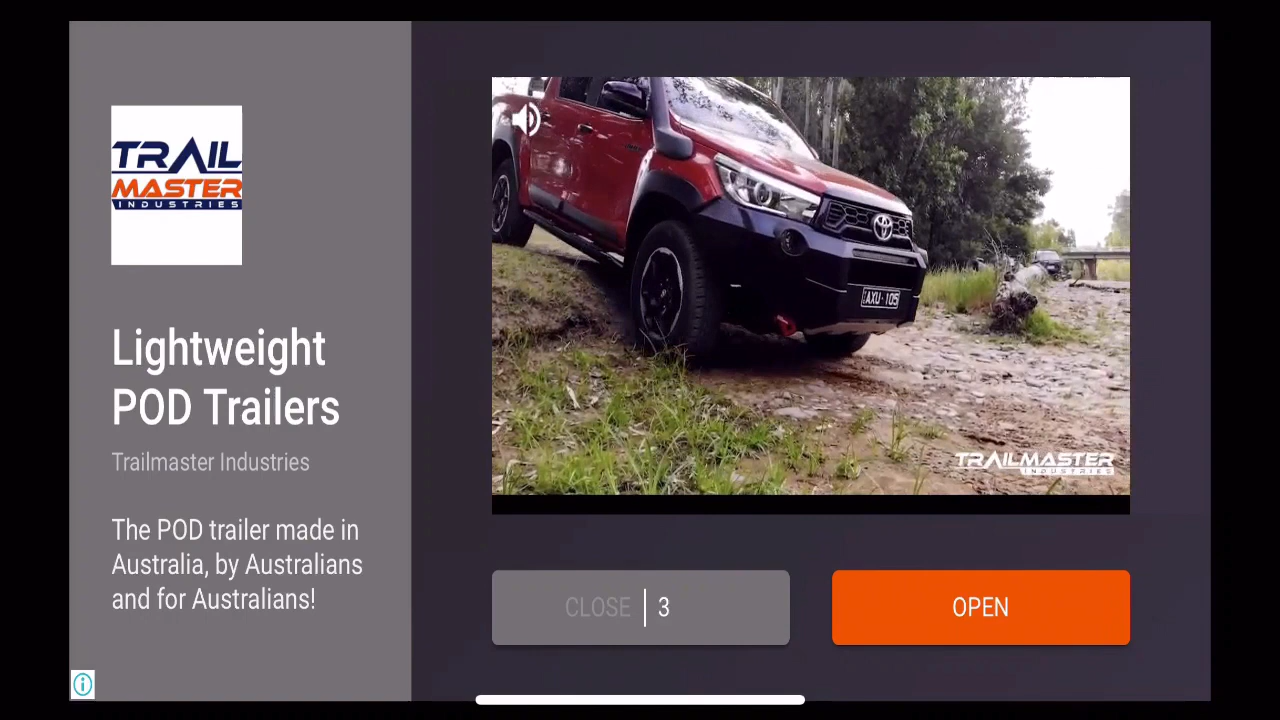 TRAIL
MASTER
INDUSTRIES
Lightweight
POD Trailers
Trailmaster Industries
The POD trailer made in
Australia, by Australians
and for Australians!
AXU·105
TRAILMASTER
INDUSTRIES
CLOSE | 3
OPEN